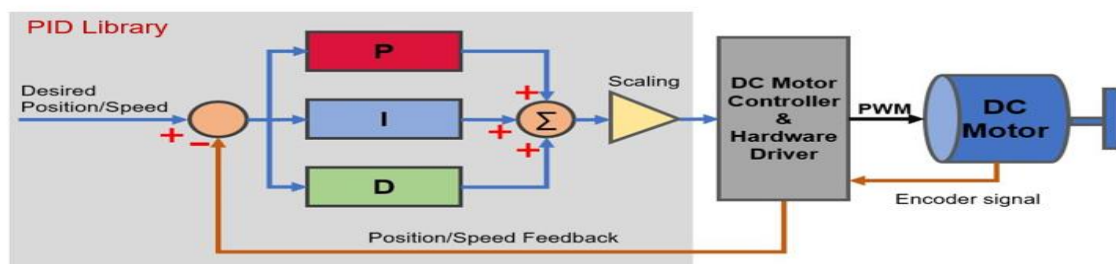 PID Library
Desired
Position/Speed
+
−
P
I
D
+
+
+
Σ
Scaling
DC Motor
Controller
&
Hardware
Driver
PWM
DC
Motor
Encoder signal
Position/Speed Feedback